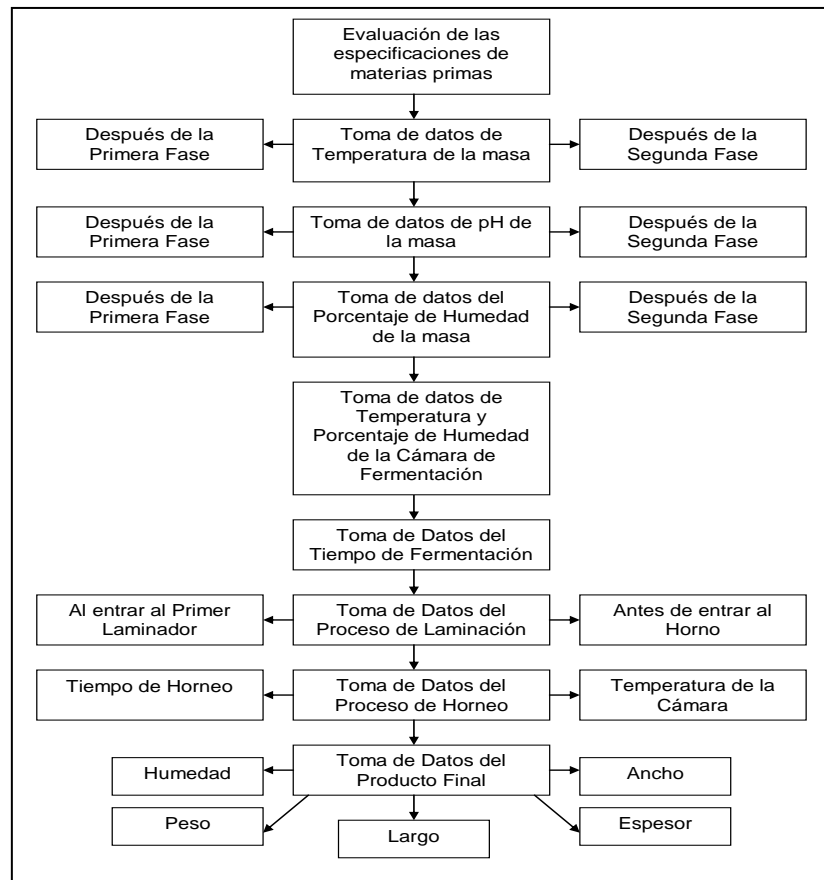 Evaluación de las
especificaciones de
materias primas
Después de la
Primera Fase
Toma de datos de
Temperatura de la masa
Después de la
Segunda Fase
Después de la
Primera Fase
Toma de datos de pH de
la masa
Después de la
Segunda Fase
Después de la
Primera Fase
Toma de datos del
Porcentaje de Humedad
de la masa
Después de la
Segunda Fase
Toma de datos de
Temperatura y
Porcentaje de Humedad
de la Cámara de
Fermentación
Toma de Datos del
Tiempo de Fermentación
Al entrar al Primer
Laminador
Toma de Datos del
Proceso de Laminación
Antes de entrar al
Horno
Tiempo de Horneo
Toma de Datos del
Proceso de Horneo
Temperatura de la
Cámara
Humedad
Toma de Datos del
Producto Final
Ancho
Peso
Largo
Espesor